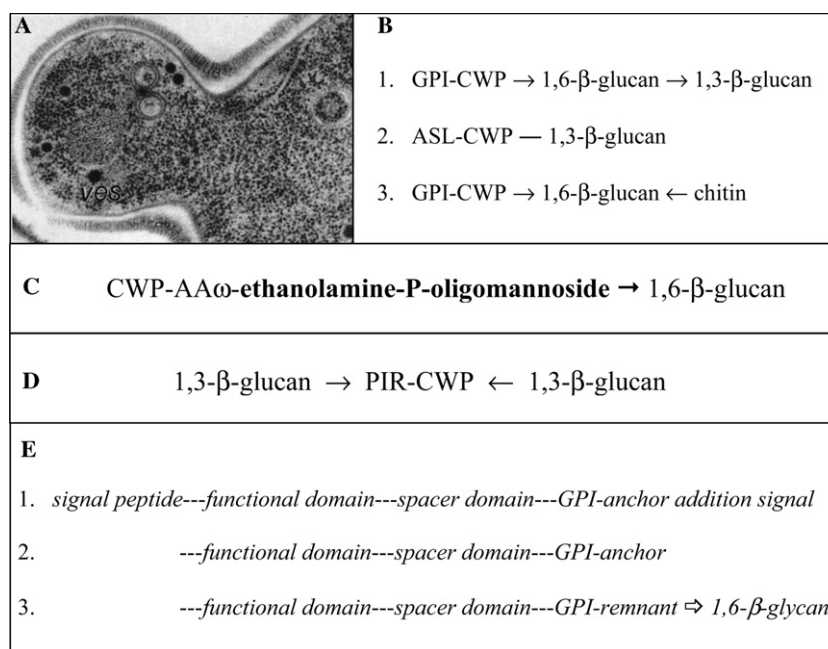 A
ves
B
1. GPI-CWP → 1,6-β-glucan → 1,3-β-glucan
2. ASL-CWP — 1,3-β-glucan
3. GPI-CWP → 1,6-β-glucan ← chitin
C CWP-AAω-ethanolamine-P-oligomannoside → 1,6-β-glucan
D 1,3-β-glucan → PIR-CWP ← 1,3-β-glucan
E
1. signal peptide---functional domain---spacer domain---GPI-anchor addition signal
2. ---functional domain---spacer domain---GPI-anchor
3. ---functional domain---spacer domain---GPI-remnant ⇨ 1,6-β-glycan